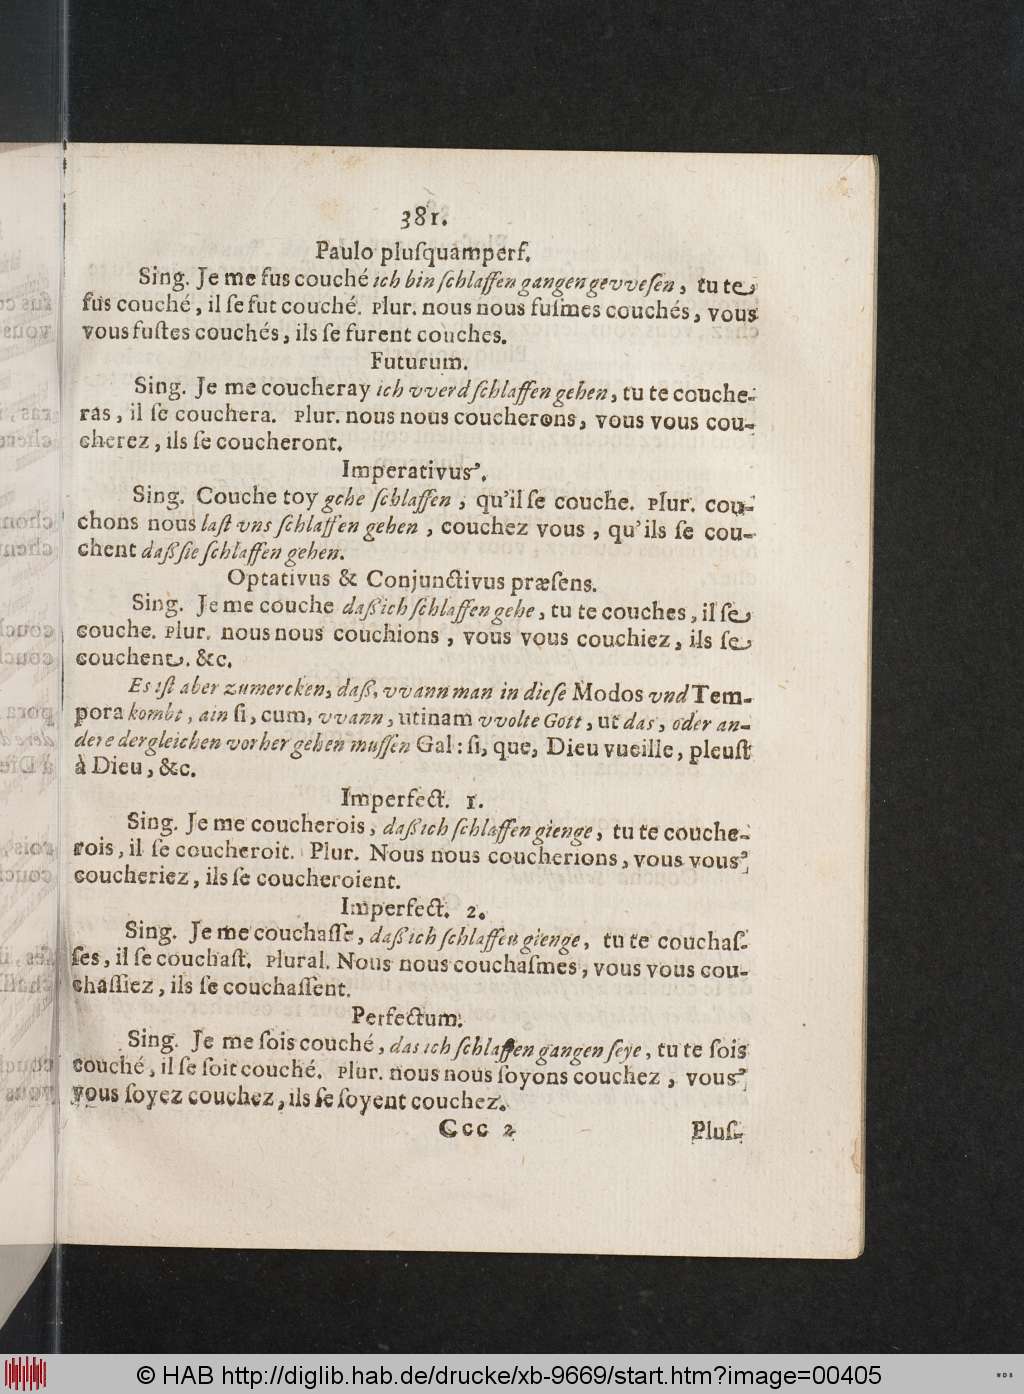 381.
Paulo pluſquamperf.
Sing. Je me fus couché ich bin ſchlaffen gangen gevveſen, tu te
fus couché, il ſe fut couché. Plur. nous nous fuſmes couchés, vous
vous fuſtes couchés, ils ſe furent couches.
Futurum.
Sing. Je me coucheray ich vverd ſchlaffen gehen, tu te couche-
ras, il ſe couchera. Plur. nous nous coucherons, vous vous cou-
cherez, ils ſe coucheront.
Imperativus.
Sing. Couche toy gehe ſchlaffen, qu'il ſe couche. Plur. cou-
chons nous laſt vns ſchlaffen gehen, couchez vous, qu'ils ſe cou-
chent daß ſie ſchlaffen gehen.
Optativus & Conjunctivus præſens.
Sing. Je me couche daß ich ſchlaffen gehe, tu te couches, il ſe
couche. Plur. nous nous couchions, vous vous couchiez, ils ſe
couchent. &c.
Es iſt aber zumercken, daß, vvann man in dieſe Modos vnd Tem-
pora kombt, ain ſi, cum, vvann, utinam vvolte Gott, ut das, oder an-
dere dergleichen vorher gehen muſſen Gal: ſi, que, Dieu vueille, pleuſt
à Dieu, &c.
Imperfect. 1.
Sing. Je me coucherois, daß ich ſchlaffen gienge, tu te couche-
rois, il ſe coucheroit. Plur. Nous nous coucherions, vous vous
coucheriez, ils ſe coucheroient.
Imperfect. 2.
Sing. Je me couchaſſe, daß ich ſchlaffen gienge, tu te couchaſ-
ſes, il ſe couchaſt. Plural. Nous nous couchaſmes, vous vous cou-
chaſſiez, ils ſe couchaſſent.
Perfectum.
Sing. Je me ſois couché, das ich ſchlaffen gangen ſeye, tu te ſois
couché, il ſe ſoit couché. Plur. nous nous ſoyons couchez, vous
vous ſoyez couchez, ils ſe ſoyent couchez.
Ccc 2 Pluſ-
© HAB http://diglib.hab.de/drucke/xb-9669/start.htm?image=00405